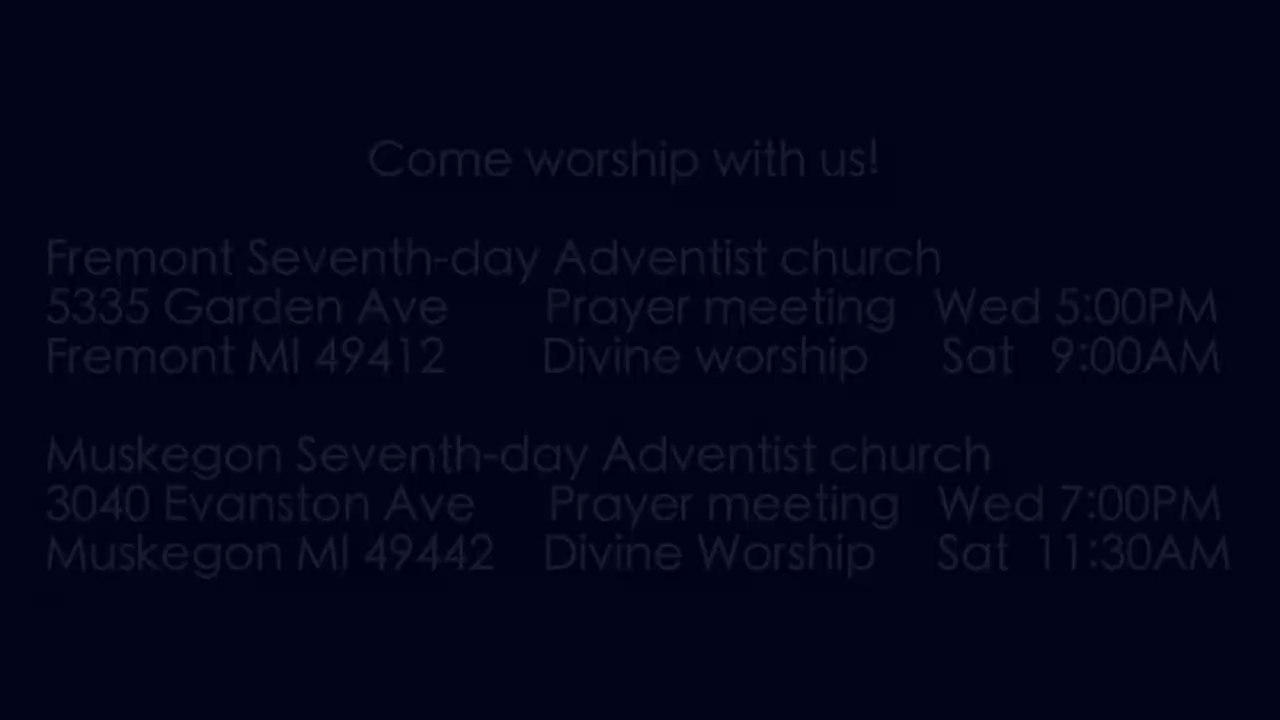 Come worship with us!
Fremont Seventh-day Adventist church
5335 Garden Ave Prayer meeting Wed 5:00PM
Fremont MI 49412 Divine worship Sat 9:00AM
Muskegon Seventh-day Adventist church
3040 Evanston Ave Prayer meeting Wed 7:00PM
Muskegon MI 49442 Divine Worship Sat 11:30AM